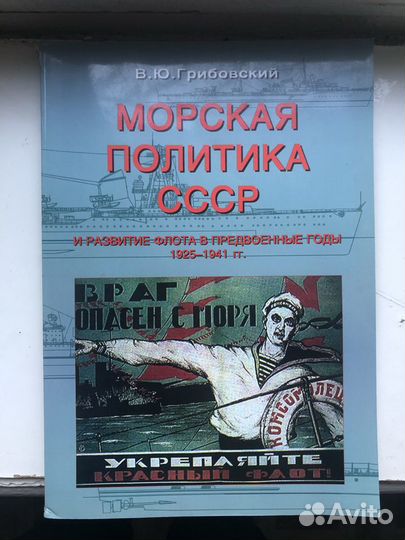 В.Ю.Грибовский
МОРСКАЯ
ПОЛИТИКА
СССР
И РАЗВИТИЕ ФЛОТА В ПРЕДВОЕННЫЕ ГОДЫ
1925–1941 гг.
ВРАГ
ОПАСЕН С МОРЯ
КОМСОМОЛЕЦ
УКРЕПЛЯЙТЕ
КРАСНЫЙ ФЛОТ!
Avito